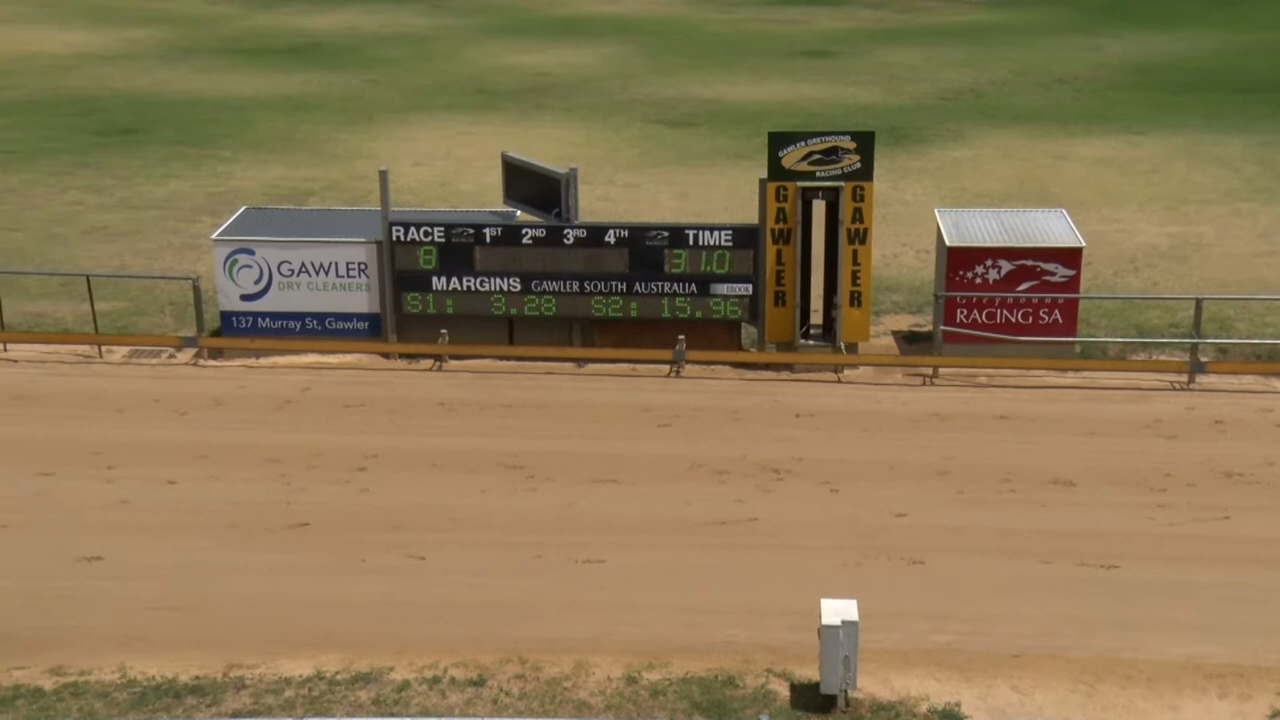 GAWLER GREYHOUND
RACING CLUB
GAWLER
GAWLER
RACE 1ST 2ND 3RD 4TH TIME
8 31.0
MARGINS GAWLER SOUTH AUSTRALIA BROOK
S1: 3.28 S2: 15.96
GAWLER
DRY CLEANERS
137 Murray St, Gawler
Greyhound
RACING SA